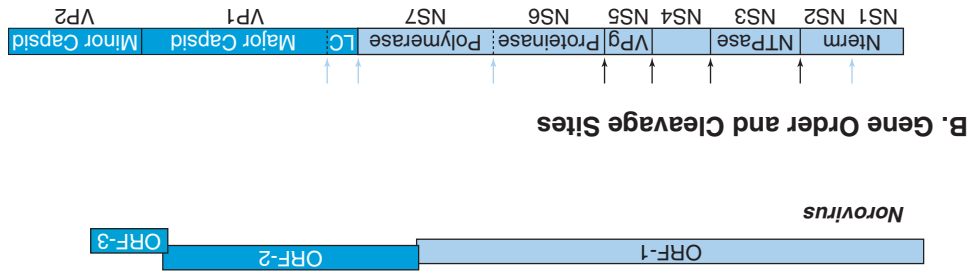 ORF-1 ORF-2 ORF-3
Norovirus
B. Gene Order and Cleavage Sites
Nterm NTPase VPg Proteinase Polymerase LC Major Capsid Minor Capsid
NS1 NS2 NS3 NS4 NS5 NS6 NS7 VP1 VP2